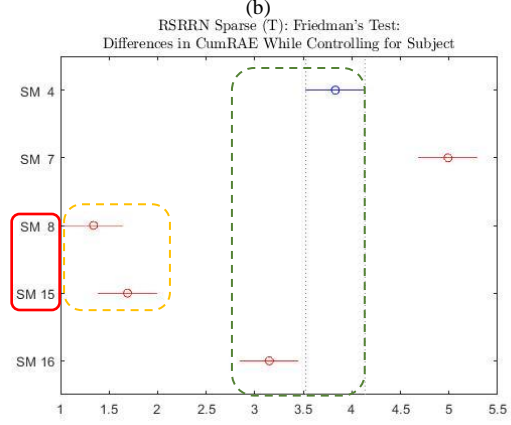 (b)
RSRRN Sparse (T): Friedman's Test:
Differences in CumRAE While Controlling for Subject
SM 4
SM 7
SM 8
SM 15
SM 16
1 1.5 2 2.5 3 3.5 4 4.5 5 5.5